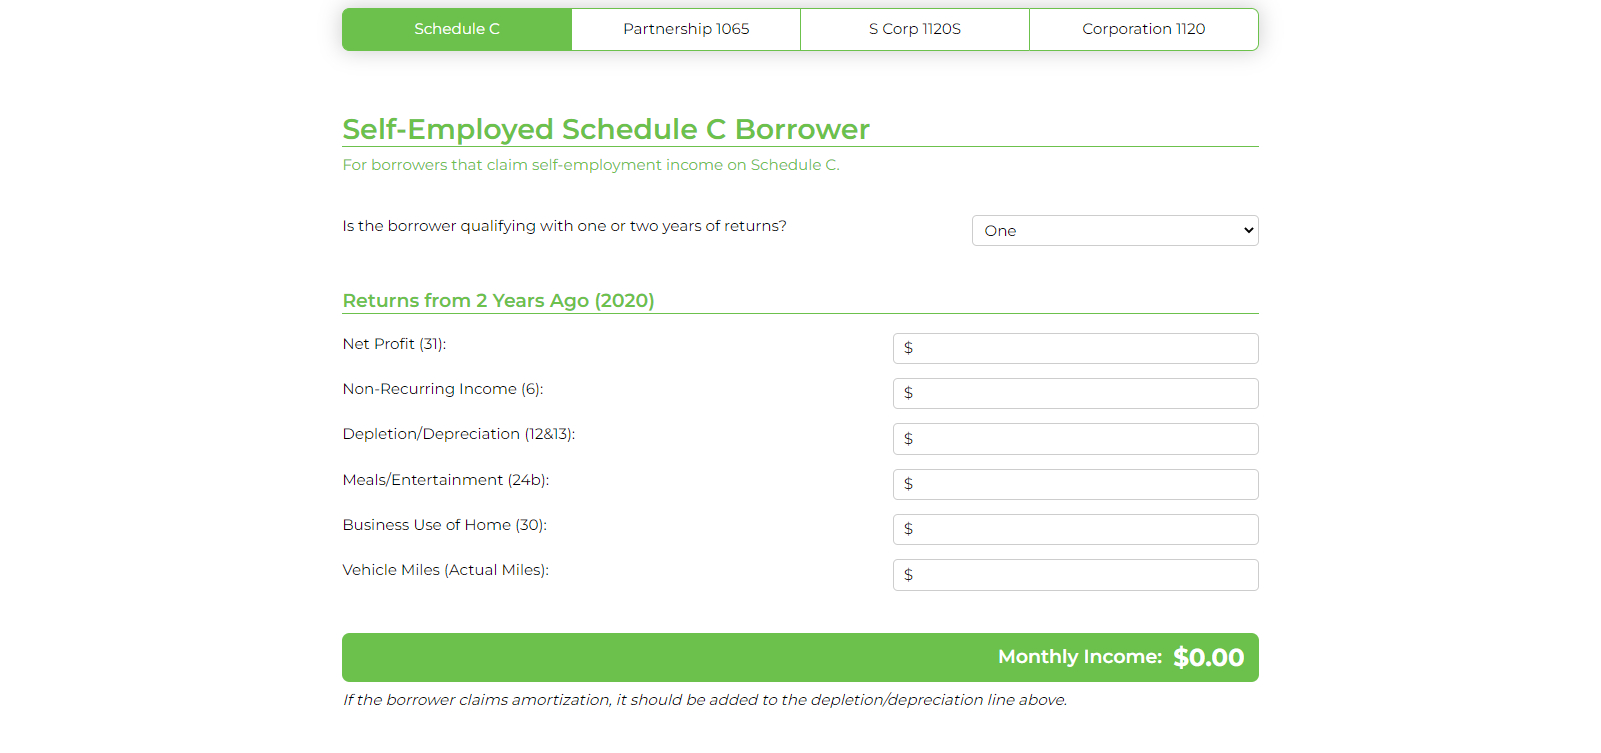 Schedule C
Partnership 1065
S Corp 1120S
Corporation 1120
Self-Employed Schedule C Borrower
For borrowers that claim self-employment income on Schedule C.
Is the borrower qualifying with one or two years of returns?
One
Returns from 2 Years Ago (2020)
Net Profit (31):
$
Non-Recurring Income (6):
$
Depletion/Depreciation (12&13):
$
Meals/Entertainment (24b):
$
Business Use of Home (30):
$
Vehicle Miles (Actual Miles):
$
Monthly Income: $0.00
If the borrower claims amortization, it should be added to the depletion/depreciation line above.